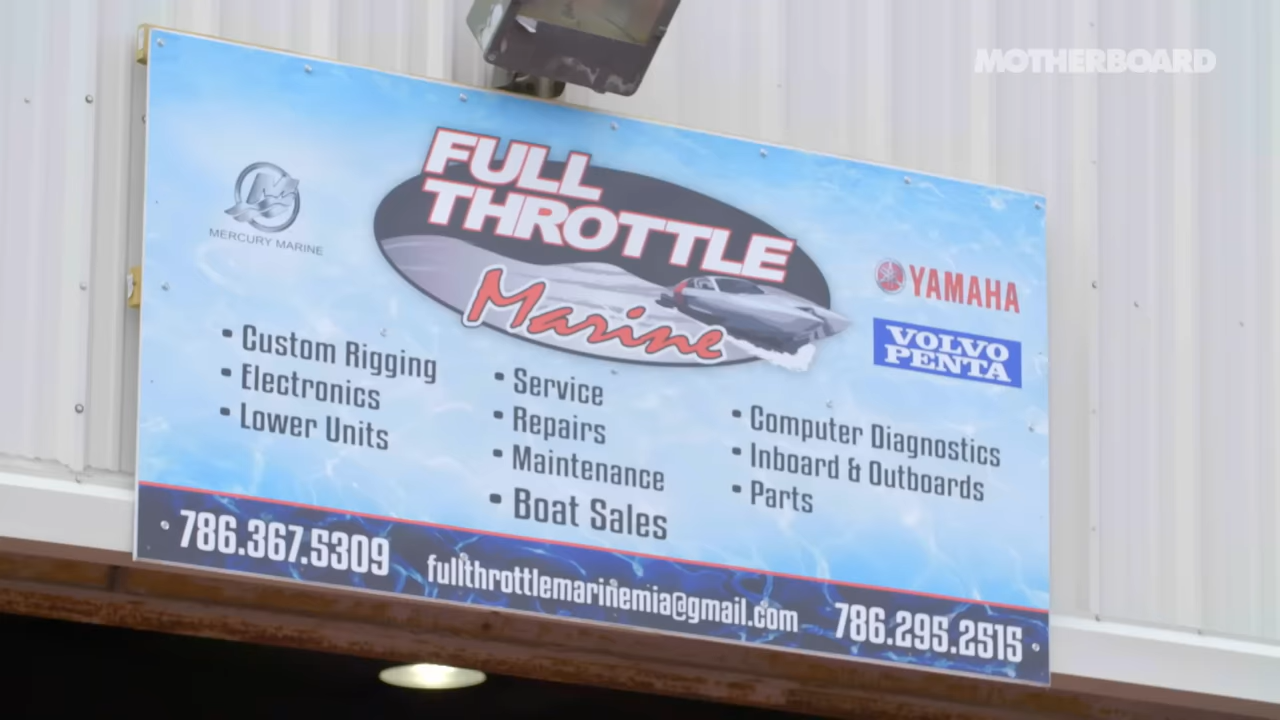 MOTHERBOARD
FULL
THROTTLE
Marine
MERCURY MARINE
YAMAHA
VOLVO
PENTA
• Custom Rigging
• Electronics
• Lower Units
• Service
• Repairs
• Maintenance
• Boat Sales
• Computer Diagnostics
• Inboard & Outboards
• Parts
786.367.5309
fullthrottlemarinemia@gmail.com
786.295.2515